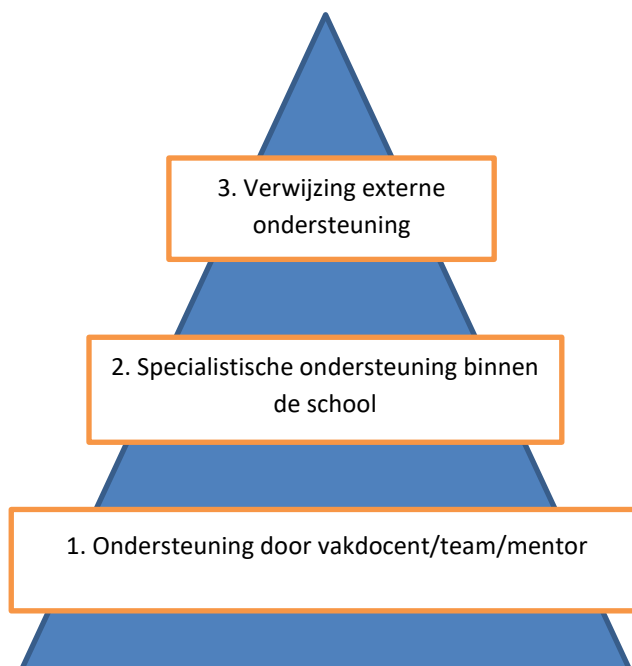 3. Verwijzing externe
ondersteuning
2. Specialistische ondersteuning binnen
de school
1. Ondersteuning door vakdocent/team/mentor